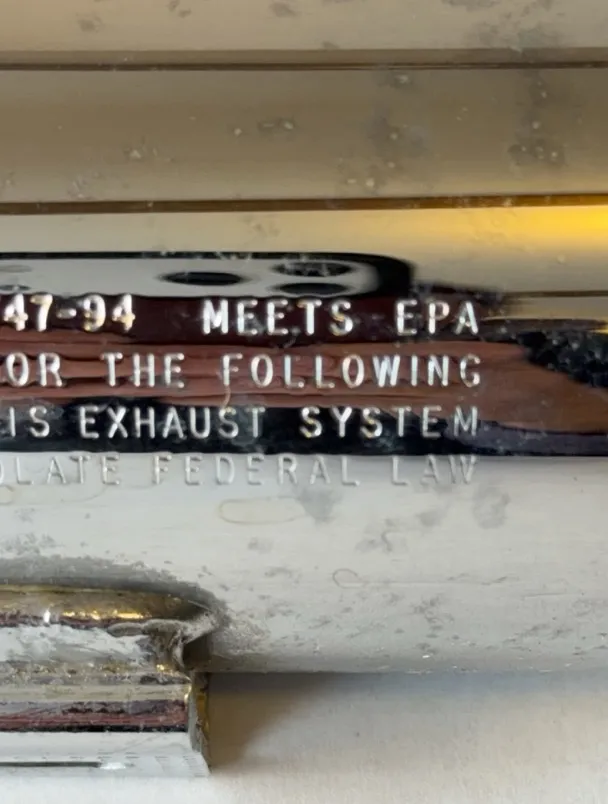 47-94 MEETS EPA
OR THE FOLLOWING
IS EXHAUST SYSTEM
OLATE FEDERAL LAW